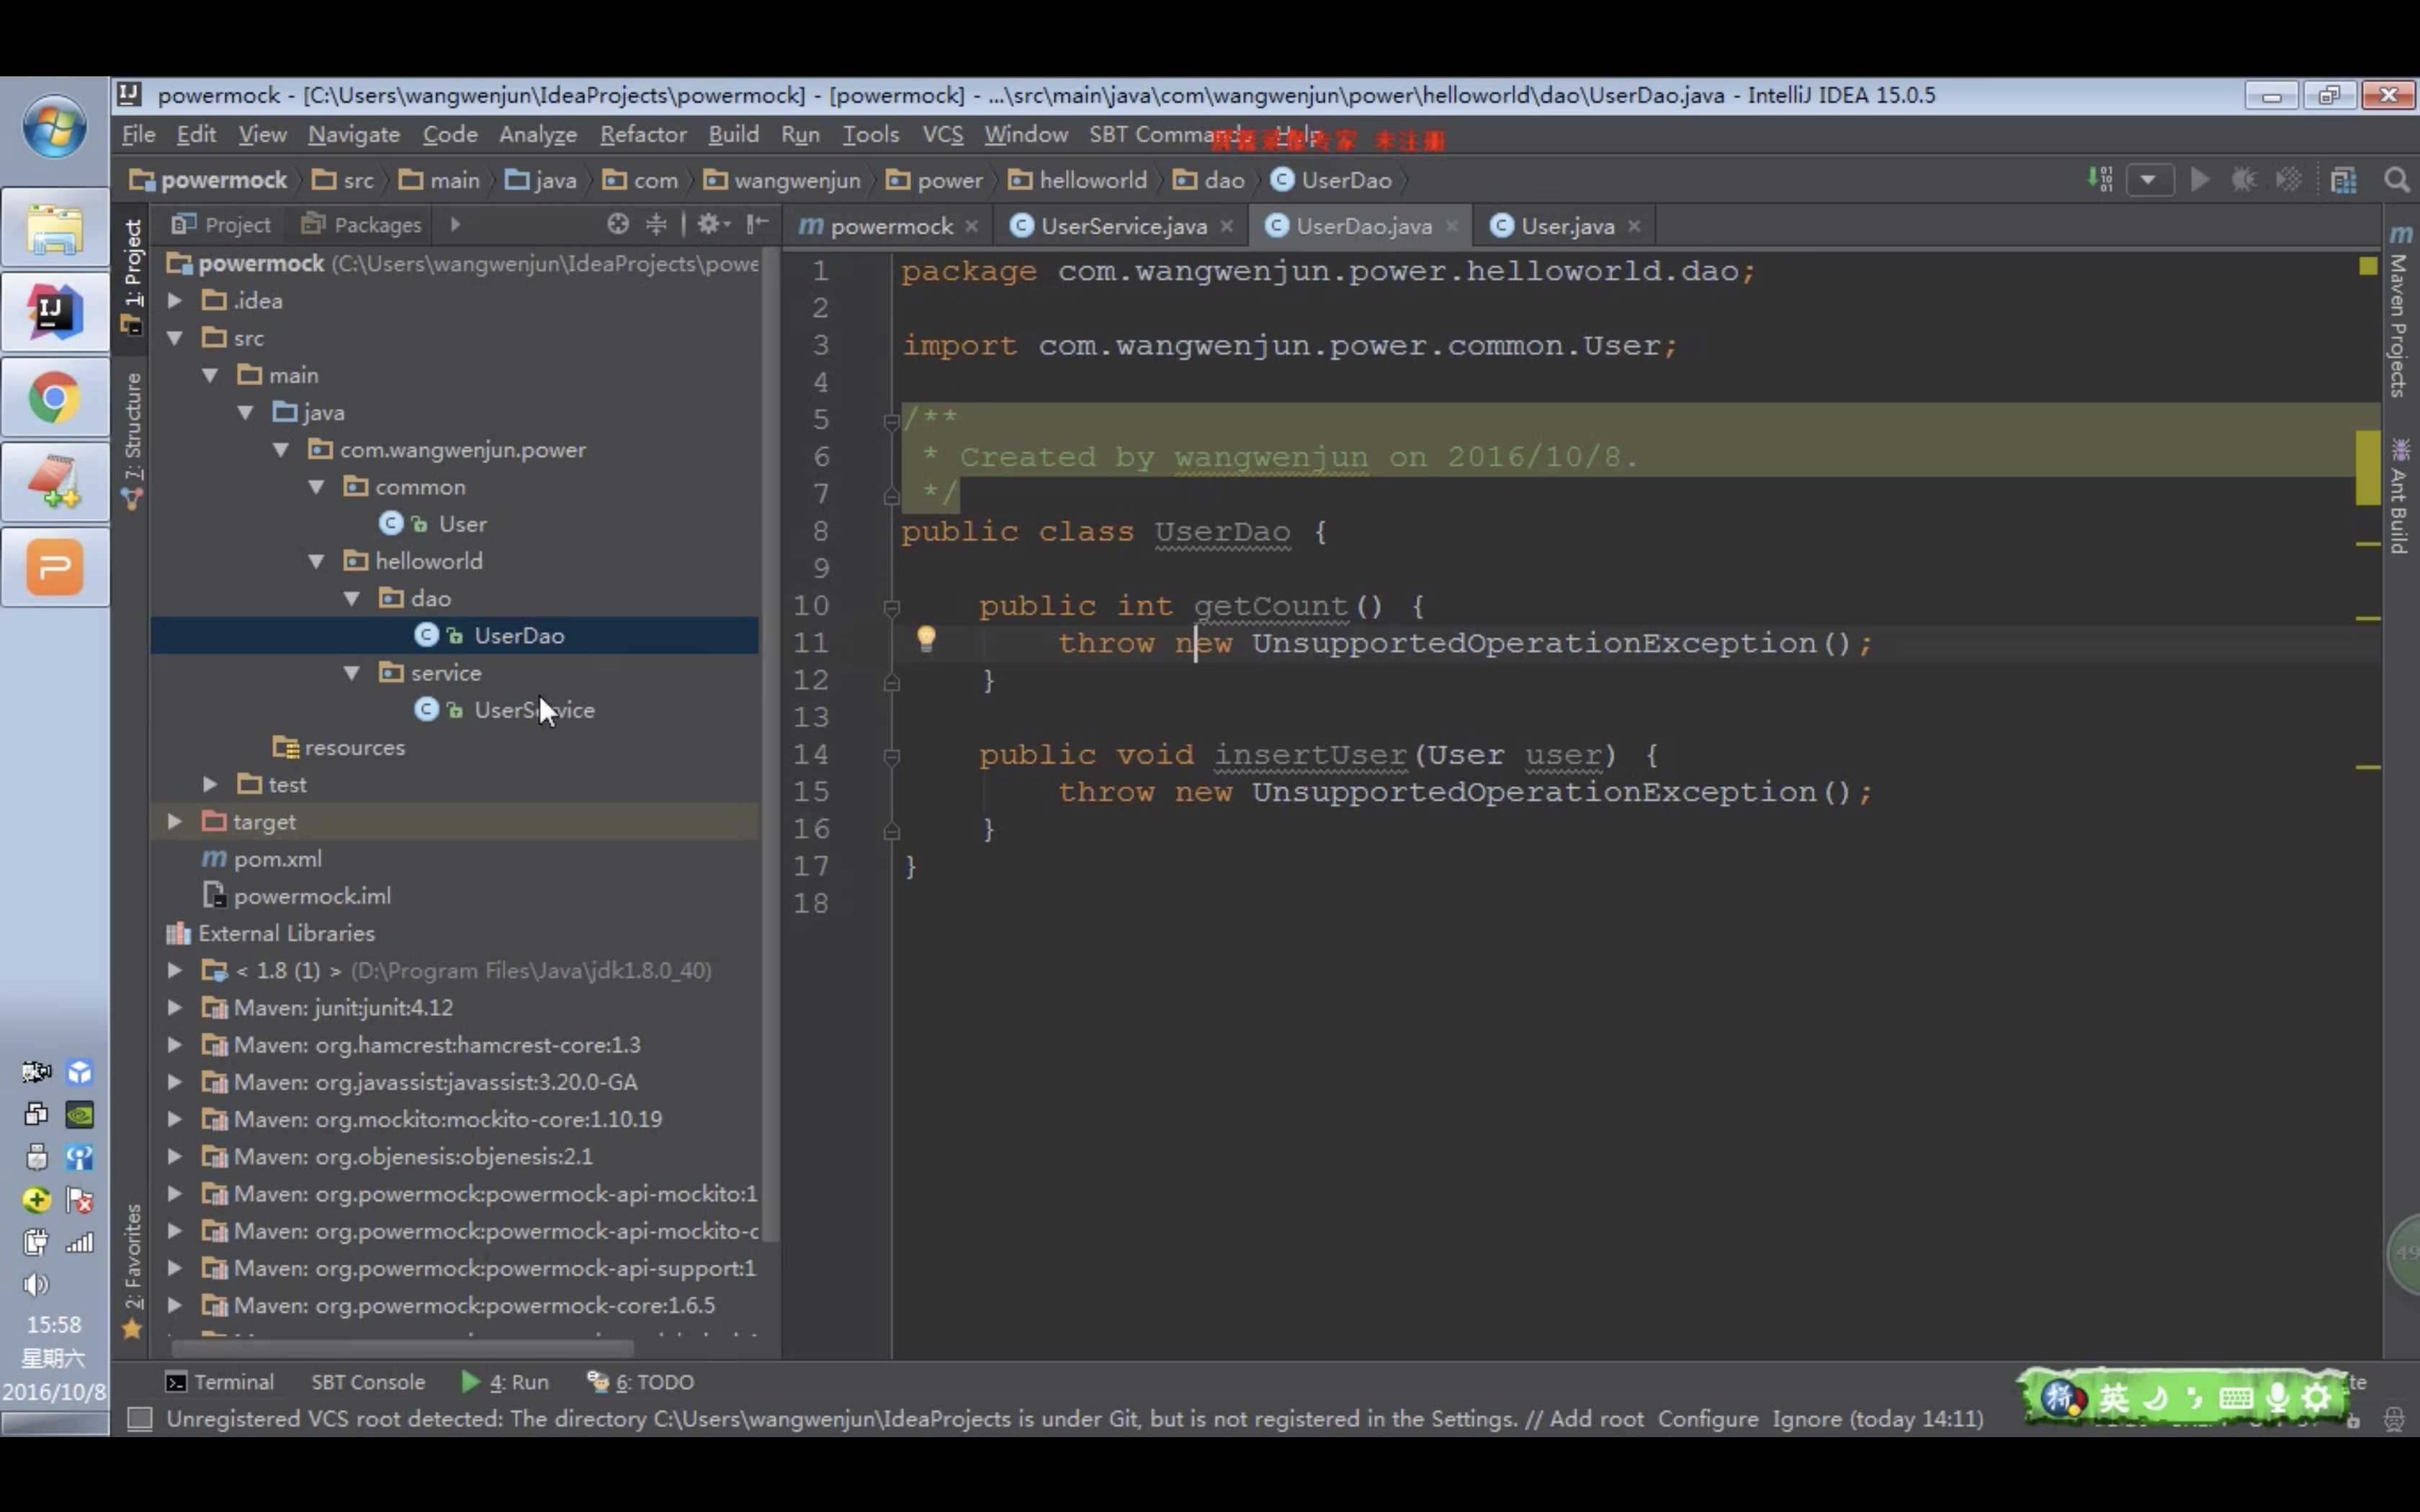 powermock - [C:\Users\wangwenjun\IdeaProjects\powermock] - [powermock] - ...\src\main\java\com\wangwenjun\power\helloworld\dao\UserDao.java - IntelliJ IDEA 15.0.5
File Edit View Navigate Code Analyze Refactor Build Run Tools VCS Window SBT Commands Help
屏幕录像专家 未注册
powermock src main java com wangwenjun power helloworld dao UserDao
Project Packages
powermock UserService.java UserDao.java User.java
1: Project
7: Structure
2: Favorites
powermock (C:\Users\wangwenjun\IdeaProjects\powe
.idea
src
main
java
com.wangwenjun.power
common
User
helloworld
dao
UserDao
service
UserService
resources
test
target
pom.xml
powermock.iml
External Libraries
< 1.8 (1) > (D:\Program Files\Java\jdk1.8.0_40)
Maven: junit:junit:4.12
Maven: org.hamcrest:hamcrest-core:1.3
Maven: org.javassist:javassist:3.20.0-GA
Maven: org.mockito:mockito-core:1.10.19
Maven: org.objenesis:objenesis:2.1
Maven: org.powermock:powermock-api-mockito:1
Maven: org.powermock:powermock-api-mockito-c
Maven: org.powermock:powermock-api-support:1.
Maven: org.powermock:powermock-core:1.6.5
1 package com.wangwenjun.power.helloworld.dao;
2
3 import com.wangwenjun.power.common.User;
4
5 /**
6 * Created by wangwenjun on 2016/10/8.
7 */
8 public class UserDao {
9
10 public int getCount() {
11 throw new UnsupportedOperationException();
12 }
13
14 public void insertUser(User user) {
15 throw new UnsupportedOperationException();
16 }
17 }
18
Maven Projects
Ant Build
49
15:58
星期六
2016/10/8
Terminal SBT Console 4: Run 6: TODO
拼 英
Unregistered VCS root detected: The directory C:\Users\wangwenjun\IdeaProjects is under Git, but is not registered in the Settings. // Add root Configure Ignore (today 14:11)